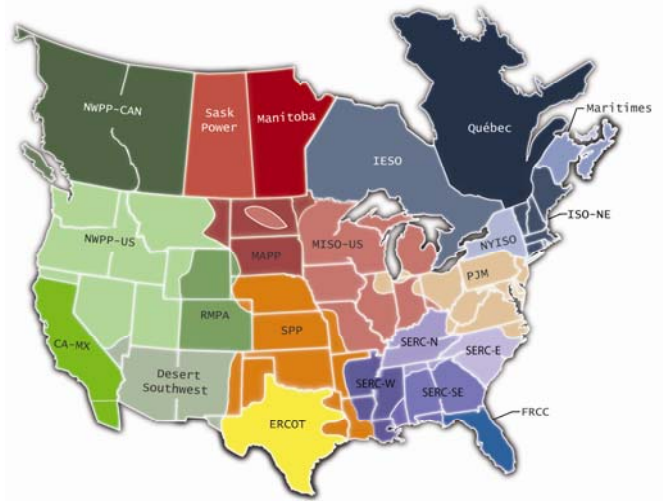 NWPP-CAN
Sask
Power
Manitoba
Québec
Maritimes
IESO
ISO-NE
NWPP-US
MAPP
MISO-US
NYISO
PJM
RMPA
SPP
SERC-N
SERC-E
CA-MX
Desert
Southwest
SERC-W
SERC-SE
ERCOT
FRCC